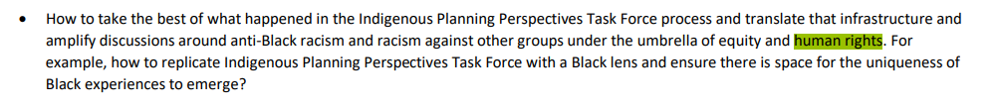 • How to take the best of what happened in the Indigenous Planning Perspectives Task Force process and translate that infrastructure and
amplify discussions around anti-Black racism and racism against other groups under the umbrella of equity and human rights. For
example, how to replicate Indigenous Planning Perspectives Task Force with a Black lens and ensure there is space for the uniqueness of
Black experiences to emerge?